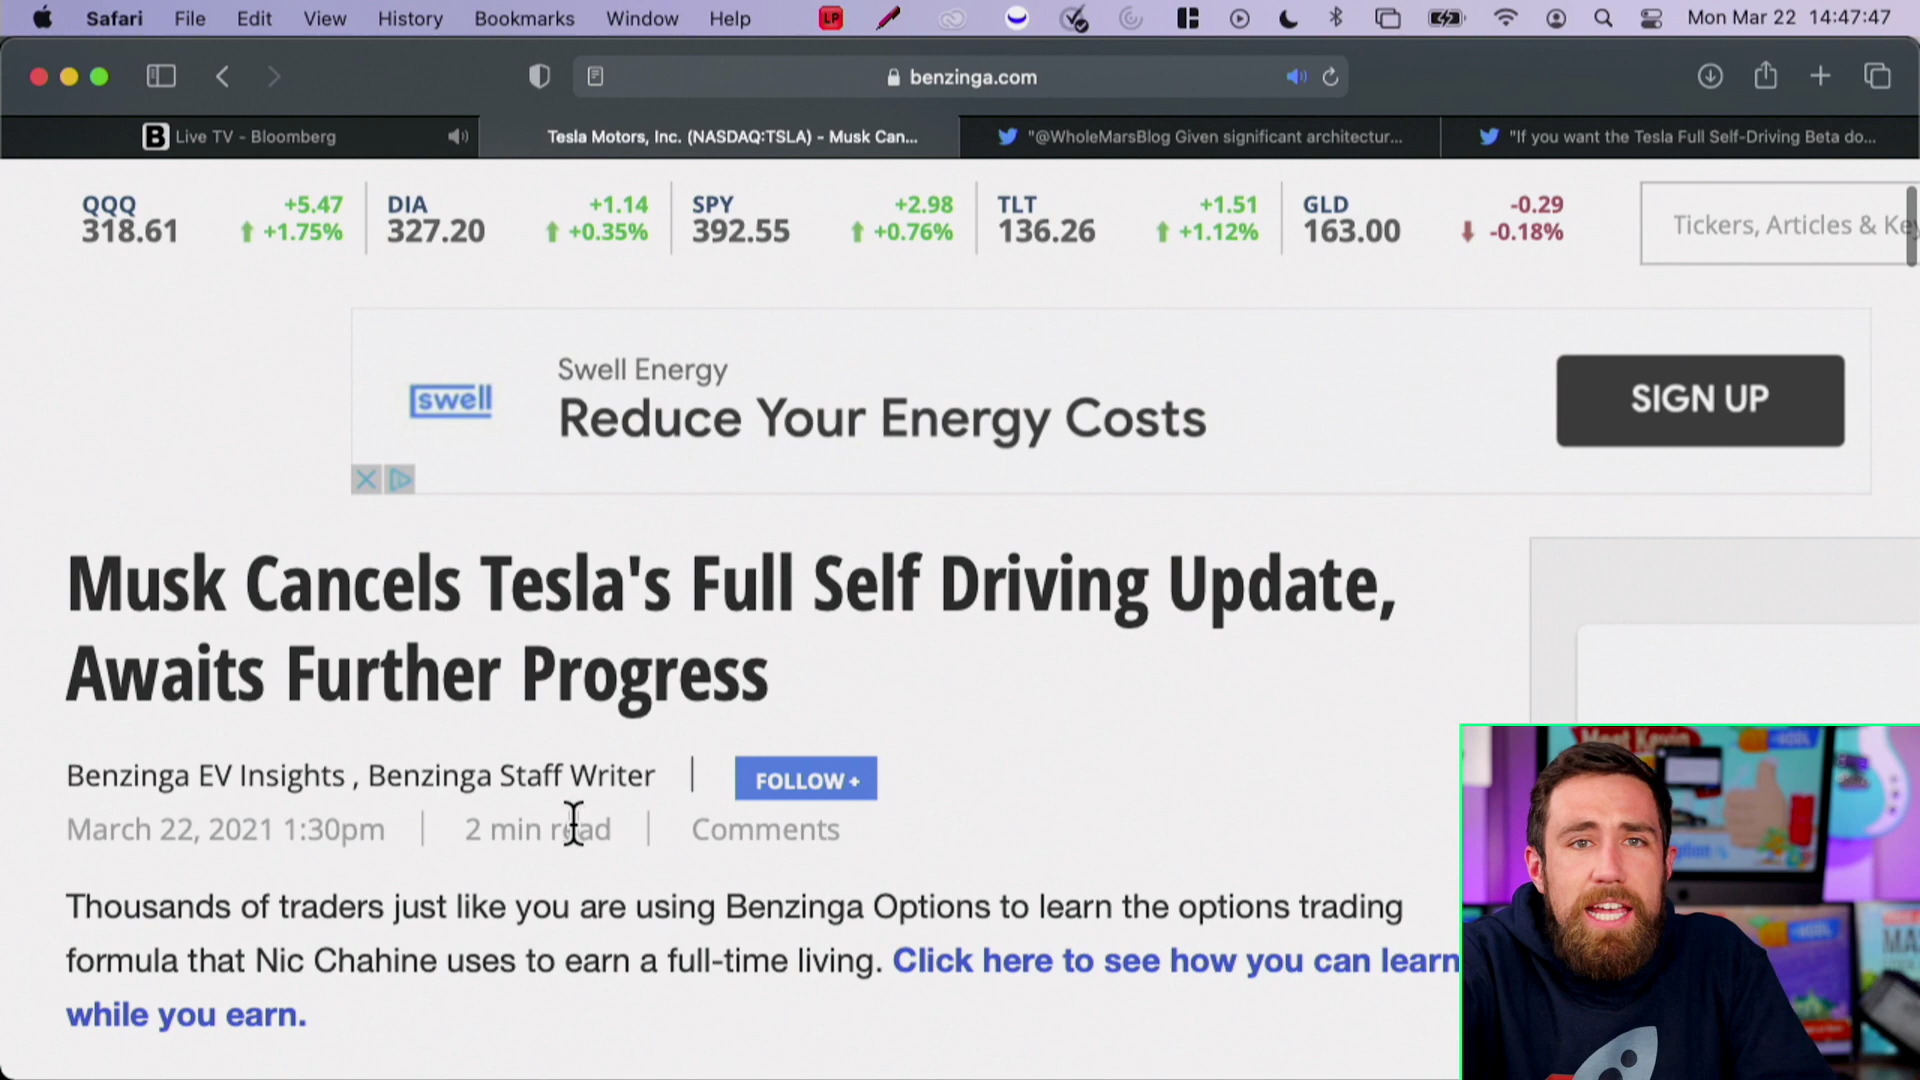 Safari File Edit View History Bookmarks Window Help LP Mon Mar 22 14:47:47
benzinga.com
B Live TV - Bloomberg
Tesla Motors, Inc. (NASDAQ:TSLA) - Musk Can...
"@WholeMarsBlog Given significant architectur...
"If you want the Tesla Full Self-Driving Beta do...
QQQ +5.47 DIA +1.14 SPY +2.98 TLT +1.51 GLD -0.29
318.61 +1.75% 327.20 +0.35% 392.55 +0.76% 136.26 +1.12% 163.00 -0.18%
Tickers, Articles & Key
Swell Energy
swell
Reduce Your Energy Costs
SIGN UP
Musk Cancels Tesla's Full Self Driving Update,
Awaits Further Progress
Benzinga EV Insights , Benzinga Staff Writer
FOLLOW +
March 22, 2021 1:30pm | 2 min read | Comments
Thousands of traders just like you are using Benzinga Options to learn the options trading
formula that Nic Chahine uses to earn a full-time living. Click here to see how you can learn
while you earn.
Meet Kevin